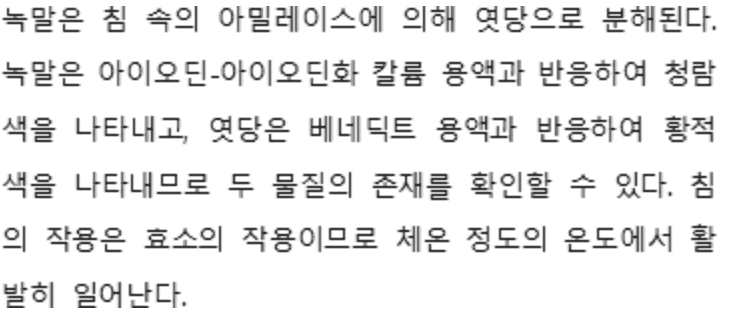 녹말은 침 속의 아밀레이스에 의해 엿당으로 분해된다.
녹말은 아이오딘-아이오딘화 칼륨 용액과 반응하여 청람
색을 나타내고, 엿당은 베네딕트 용액과 반응하여 황적
색을 나타내므로 두 물질의 존재를 확인할 수 있다. 침
의 작용은 효소의 작용이므로 체온 정도의 온도에서 활
발히 일어난다.